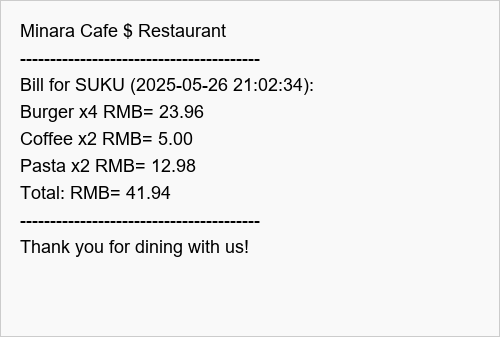 Minara Cafe $ Restaurant
----------------------------------------
Bill for SUKU (2025-05-26 21:02:34):
Burger x4 RMB= 23.96
Coffee x2 RMB= 5.00
Pasta x2 RMB= 12.98
Total: RMB= 41.94
----------------------------------------
Thank you for dining with us!